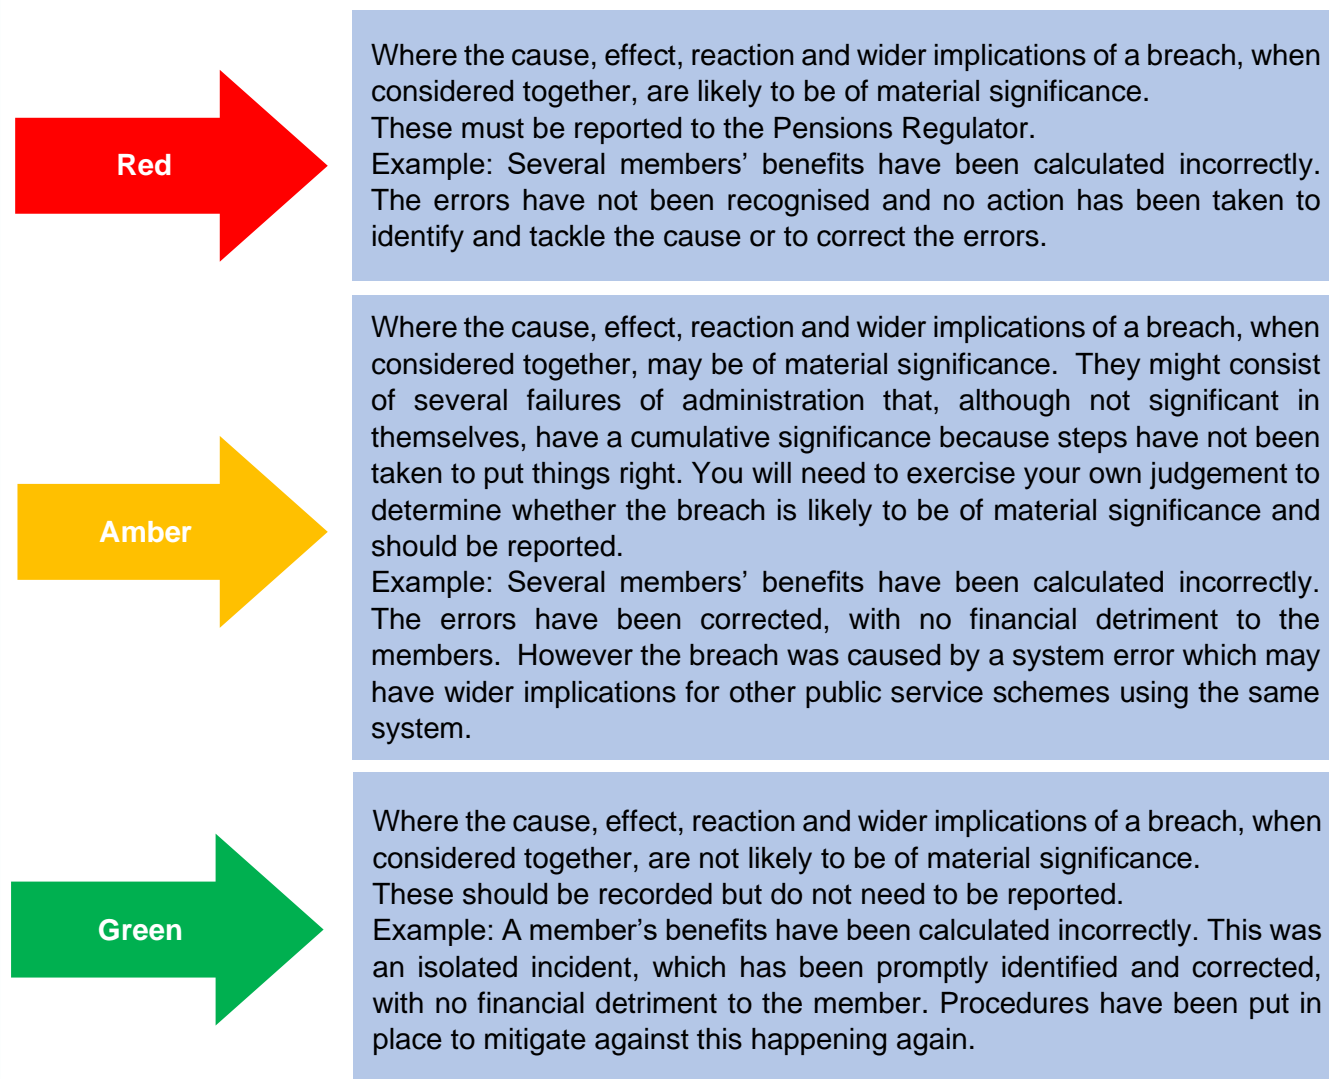 Where the cause, effect, reaction and wider implications of a breach, when
considered together, are likely to be of material significance.
These must be reported to the Pensions Regulator.
Red
Example: Several members’ benefits have been calculated incorrectly.
The errors have not been recognised and no action has been taken to
identify and tackle the cause or to correct the errors.
Where the cause, effect, reaction and wider implications of a breach, when
considered together, may be of material significance. They might consist
of several failures of administration that, although not significant in
themselves, have a cumulative significance because steps have not been
taken to put things right. You will need to exercise your own judgement to
determine whether the breach is likely to be of material significance and
Amber
should be reported.
Example: Several members’ benefits have been calculated incorrectly.
The errors have been corrected, with no financial detriment to the
members. However the breach was caused by a system error which may
have wider implications for other public service schemes using the same
system.
Where the cause, effect, reaction and wider implications of a breach, when
considered together, are not likely to be of material significance.
These should be recorded but do not need to be reported.
Green
Example: A member’s benefits have been calculated incorrectly. This was
an isolated incident, which has been promptly identified and corrected,
with no financial detriment to the member. Procedures have been put in
place to mitigate against this happening again.